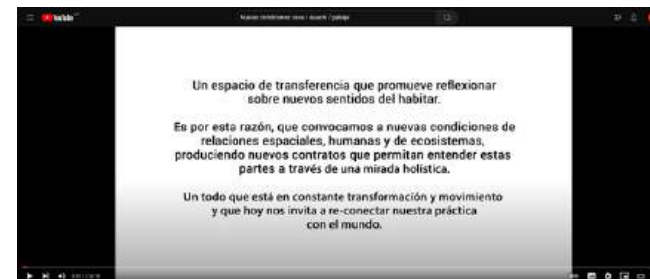 YouTube
Un espacio de transferencia que promueve reflexionar
sobre nuevos sentidos del habitar.
Es por esta razón, que convocamos a nuevas condiciones de
relaciones espaciales, humanas y de ecosistemas,
produciendo nuevos contratos que permitan entender estas
partes a través de una mirada holística.
Un todo que está en constante transformación y movimiento
y que hoy nos invita a re-conectar nuestra práctica
con el mundo.